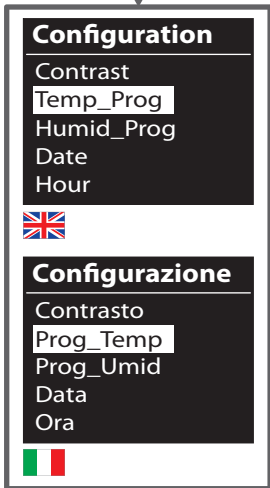 Configuration
Contrast
Temp_Prog
Humid_Prog
Date
Hour
Configurazione
Contrasto
Prog_Temp
Prog_Umid
Data
Ora